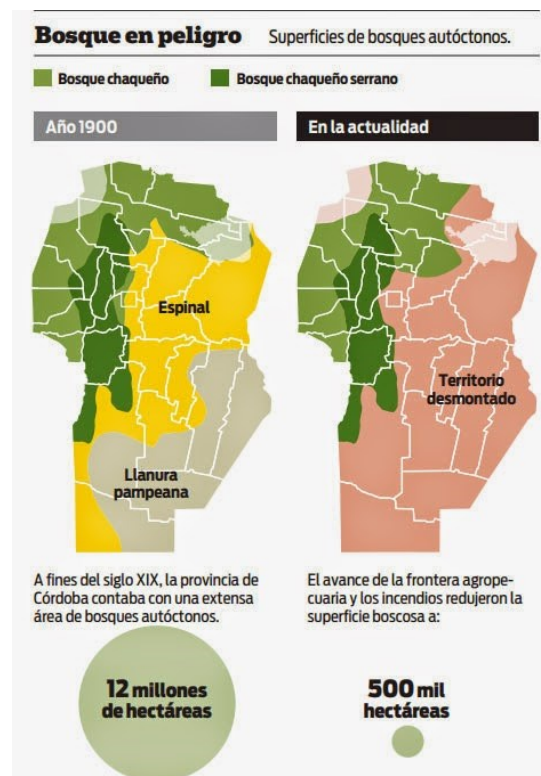 Bosque en peligro Superficies de bosques autóctonos.
Bosque chaqueño Bosque chaqueño serrano
Año 1900
En la actualidad
Espinal
Llanura
pampeana
Territorio
desmontado
A fines del siglo XIX, la provincia de
Córdoba contaba con una extensa
área de bosques autóctonos.
El avance de la frontera agrope-
cuaria y los incendios redujeron la
superficie boscosa a:
12 millones
de hectáreas
500 mil
hectáreas